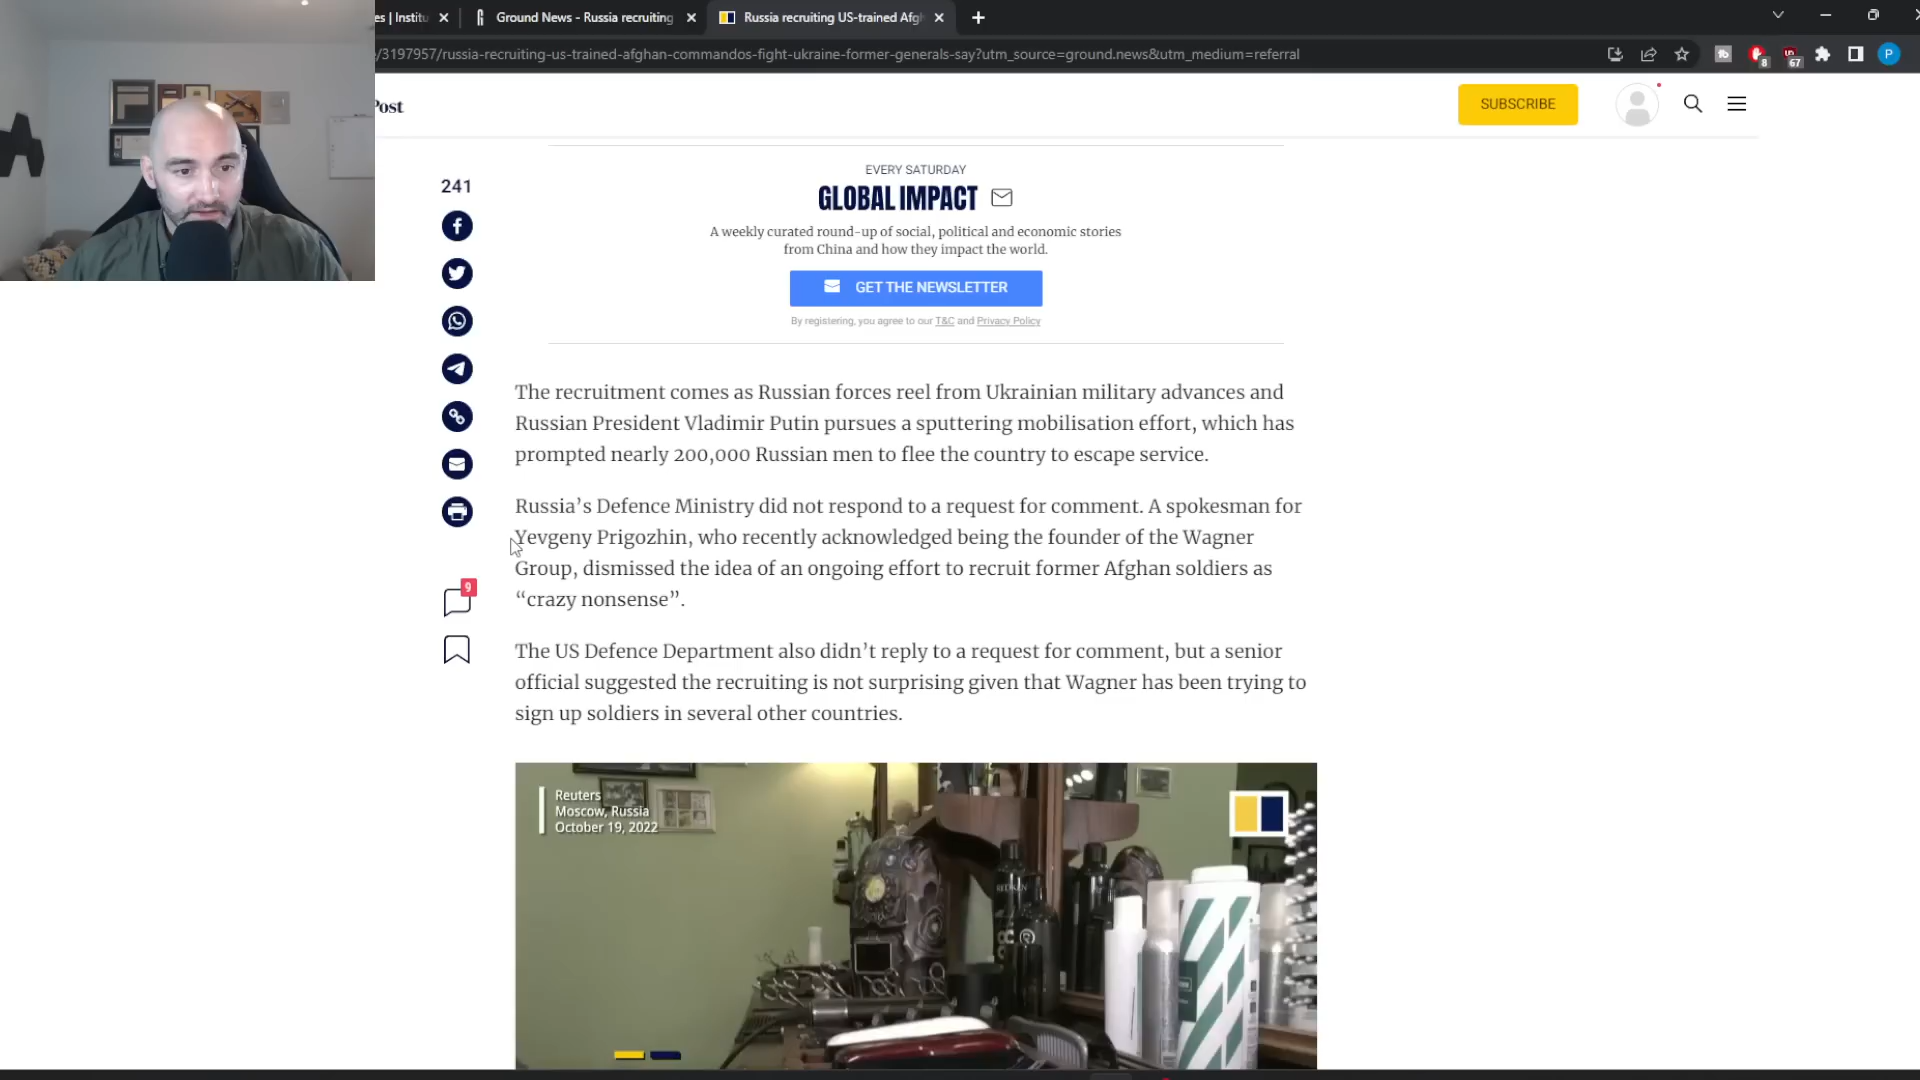 es | Institu
Ground News - Russia recruiting
Russia recruiting US-trained Afg
/3197957/russia-recruiting-us-trained-afghan-commandos-fight-ukraine-former-generals-say?utm_source=ground.news&utm_medium=referral
8
67
P
Post
SUBSCRIBE
241
EVERY SATURDAY
GLOBAL IMPACT
A weekly curated round-up of social, political and economic stories
from China and how they impact the world.
GET THE NEWSLETTER
By registering, you agree to our T&C and Privacy Policy
The recruitment comes as Russian forces reel from Ukrainian military advances and
Russian President Vladimir Putin pursues a sputtering mobilisation effort, which has
prompted nearly 200,000 Russian men to flee the country to escape service.
Russia’s Defence Ministry did not respond to a request for comment. A spokesman for
Yevgeny Prigozhin, who recently acknowledged being the founder of the Wagner
Group, dismissed the idea of an ongoing effort to recruit former Afghan soldiers as
“crazy nonsense”.
9
The US Defence Department also didn’t reply to a request for comment, but a senior
official suggested the recruiting is not surprising given that Wagner has been trying to
sign up soldiers in several other countries.
Reuters
Moscow, Russia
October 19, 2022
REDKEN